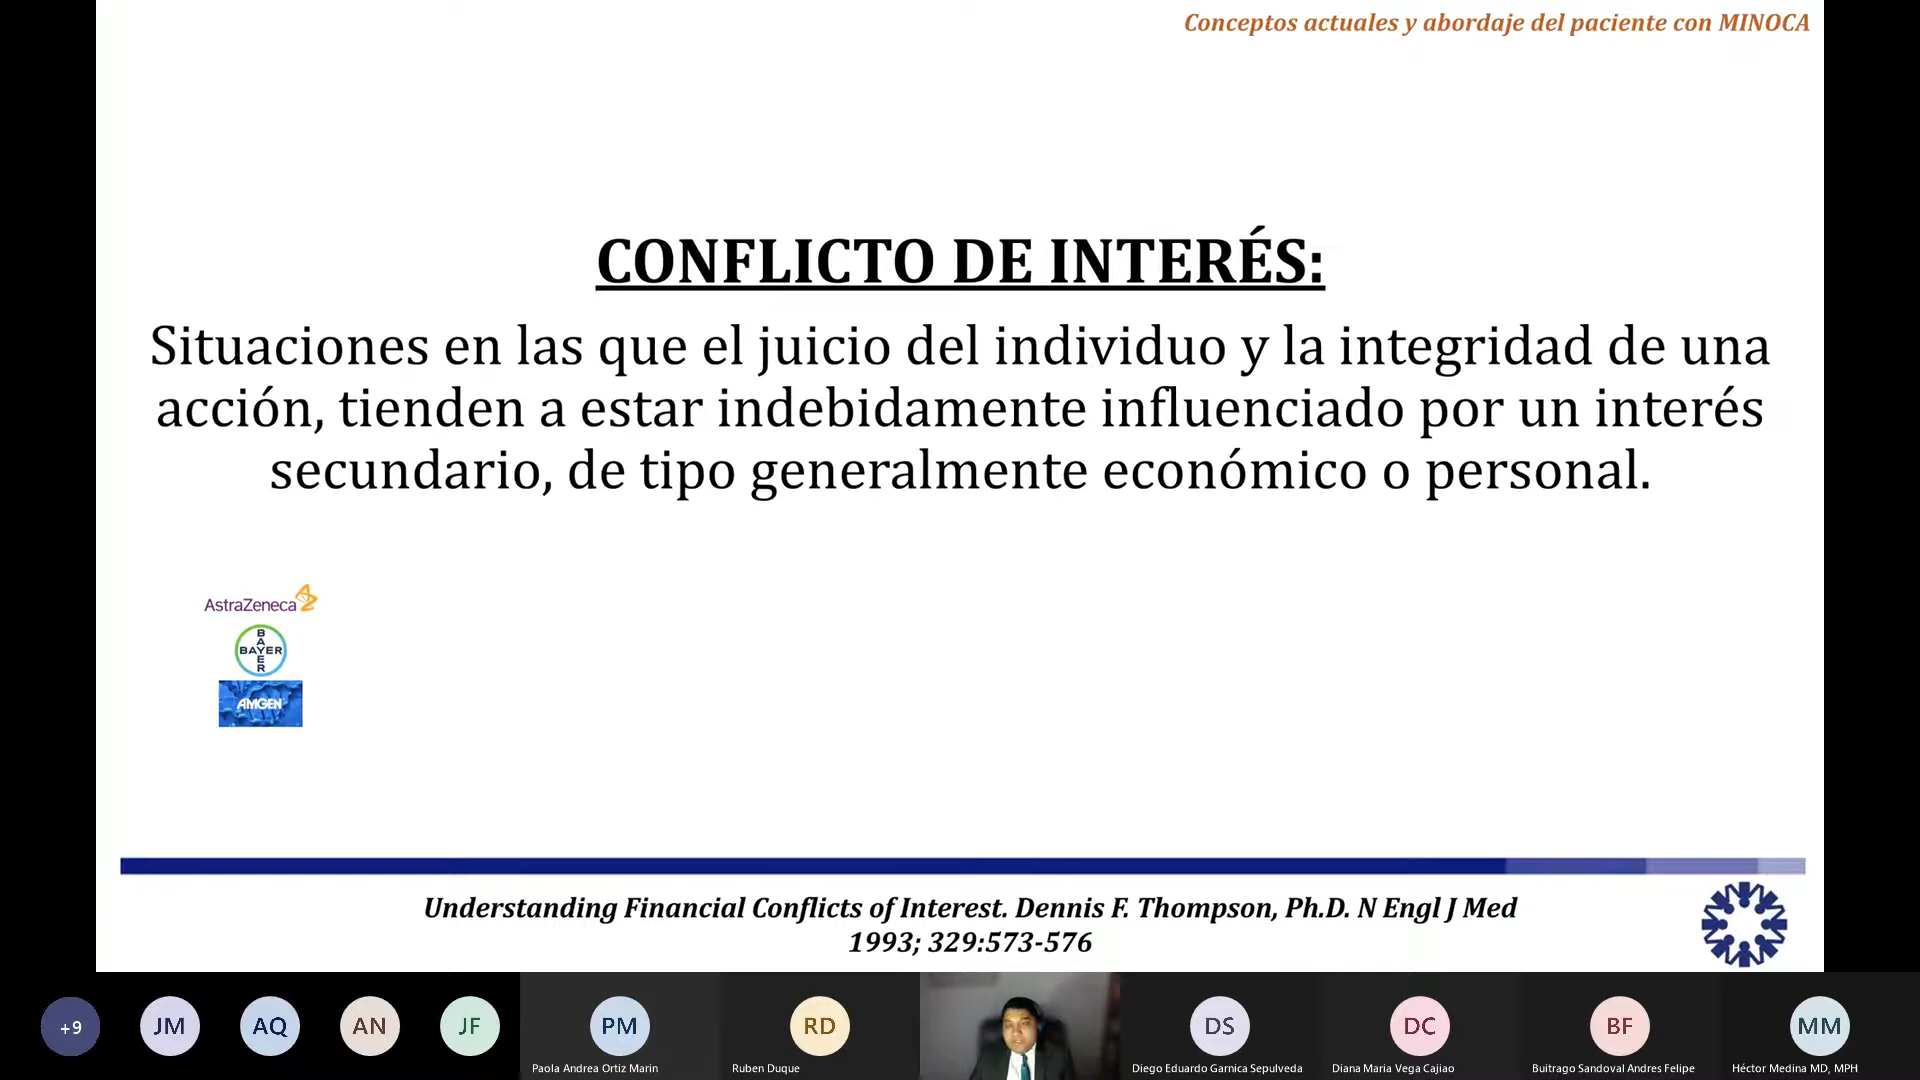 Conceptos actuales y abordaje del paciente con MINOCA
CONFLICTO DE INTERÉS:
Situaciones en las que el juicio del individuo y la integridad de una
acción, tienden a estar indebidamente influenciado por un interés
secundario, de tipo generalmente económico o personal.
AstraZeneca
BAYER
BAYER
AMGEN
Understanding Financial Conflicts of Interest. Dennis F. Thompson, Ph.D. N Engl J Med
1993; 329:573-576
+9
JM
AQ
AN
JF
PM
RD
DS
DC
BF
MM
Paola Andrea Ortiz Marin
Ruben Duque
Diego Eduardo Garnica Sepulveda
Diana Maria Vega Cajiao
Buitrago Sandoval Andres Felipe
Héctor Medina MD, MPH